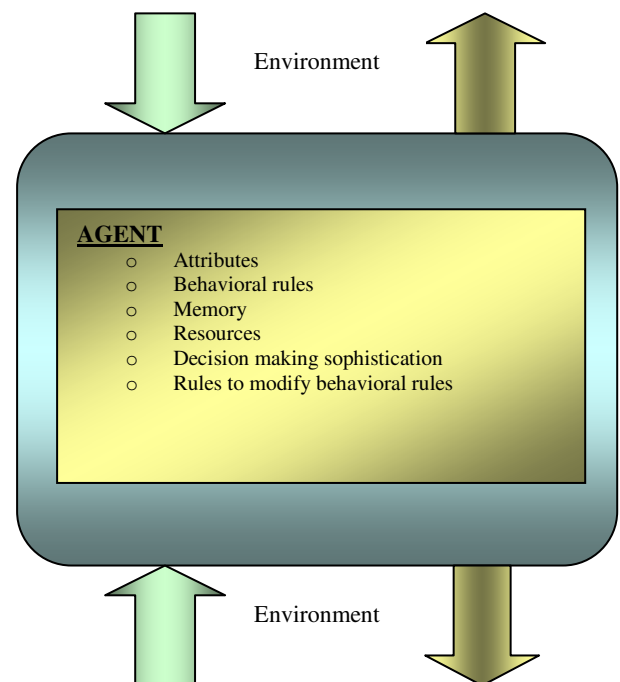 Environment
AGENT
o Attributes
o Behavioral rules
o Memory
o Resources
o Decision making sophistication
o Rules to modify behavioral rules
Environment